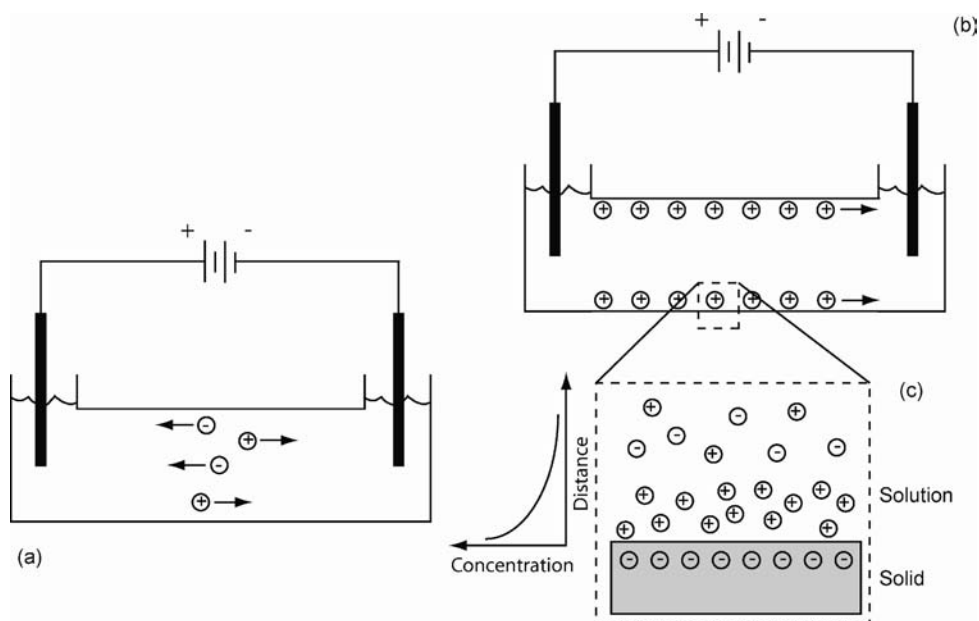 + -
(b)
+ -
(a)
(c)
Distance
Concentration
Solution
Solid